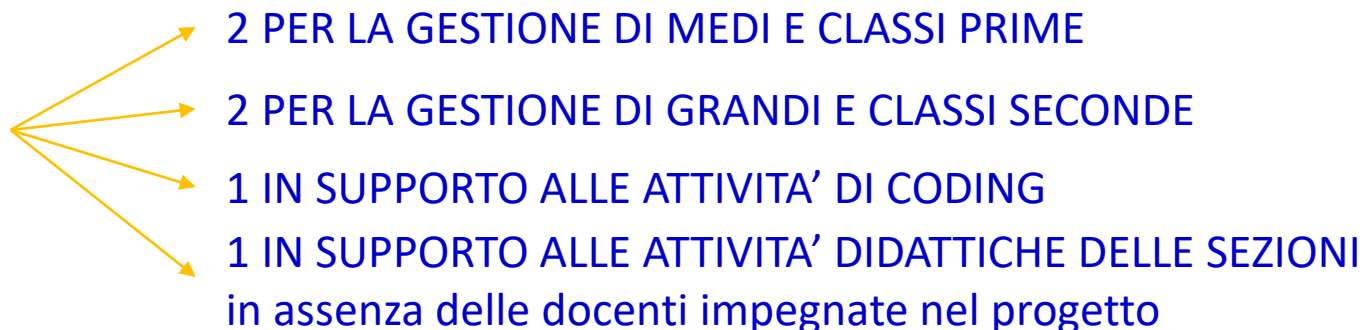 2 PER LA GESTIONE DI MEDI E CLASSI PRIME
2 PER LA GESTIONE DI GRANDI E CLASSI SECONDE
1 IN SUPPORTO ALLE ATTIVITA’ DI CODING
1 IN SUPPORTO ALLE ATTIVITA’ DIDATTICHE DELLE SEZIONI
in assenza delle docenti impegnate nel progetto